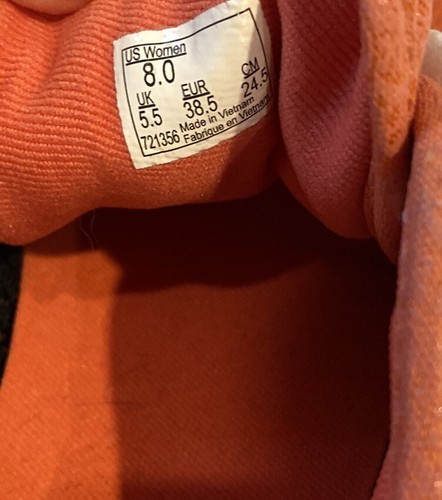 US Women
8.0
UK EUR CM
5.5 38.5 24.5
721356 Made in Vietnam
Fabrique en Vietnam